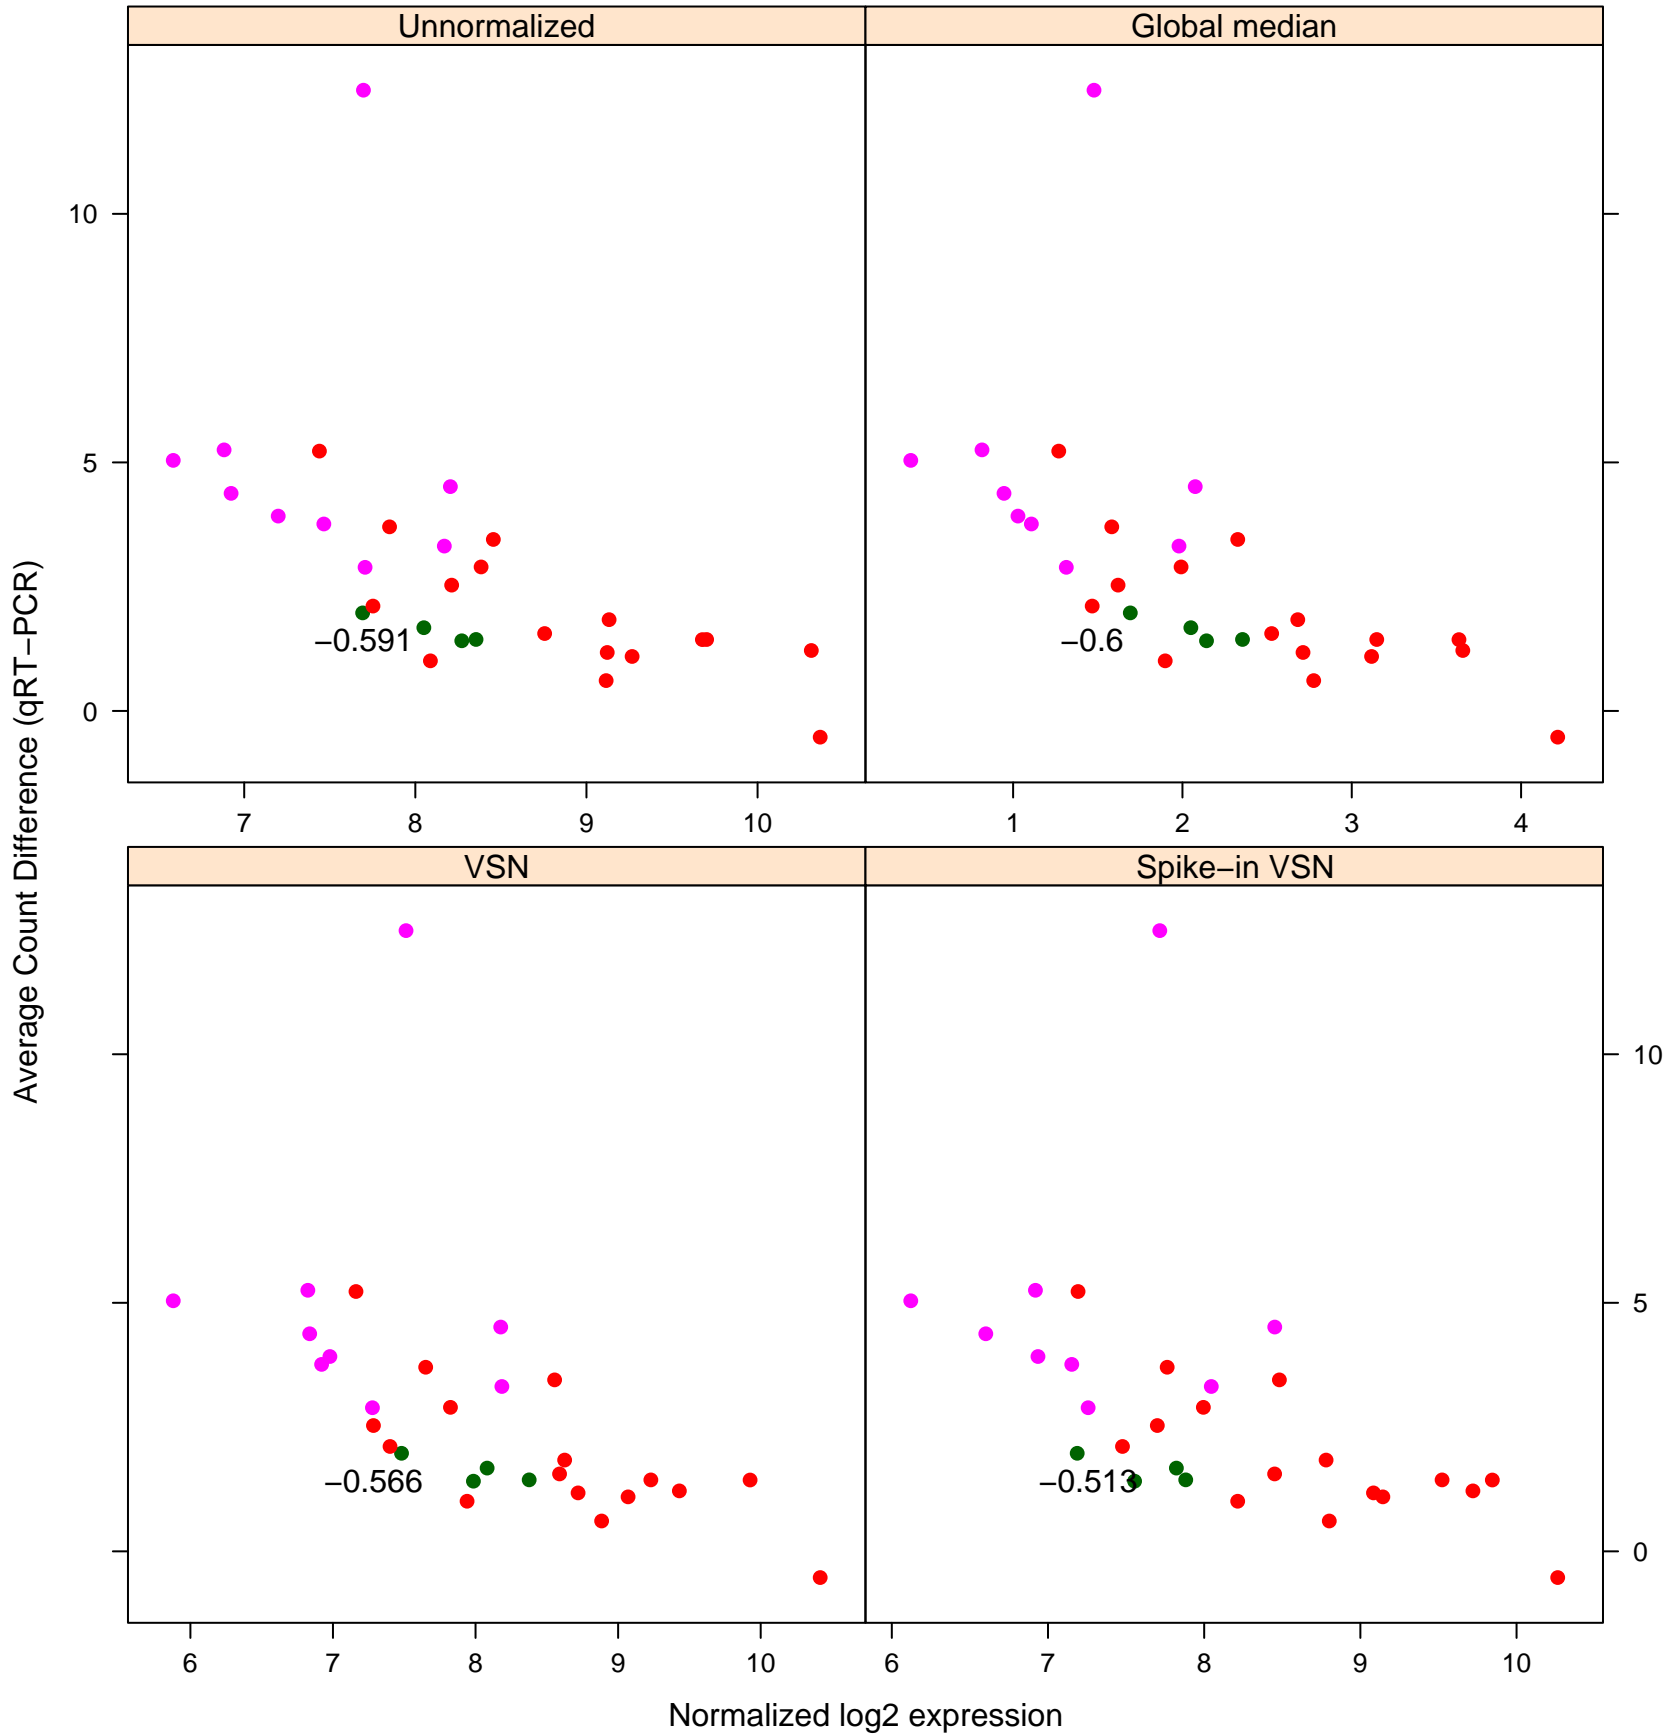 Unnormalized
Global median
10
5
0
−0.591
−0.6
7 8 9 10
1 2 3 4
Average Count Difference (qRT−PCR)
VSN
Spike−in VSN
10
5
0
−0.566
−0.513
6 7 8 9 10
6 7 8 9 10
Normalized log2 expression